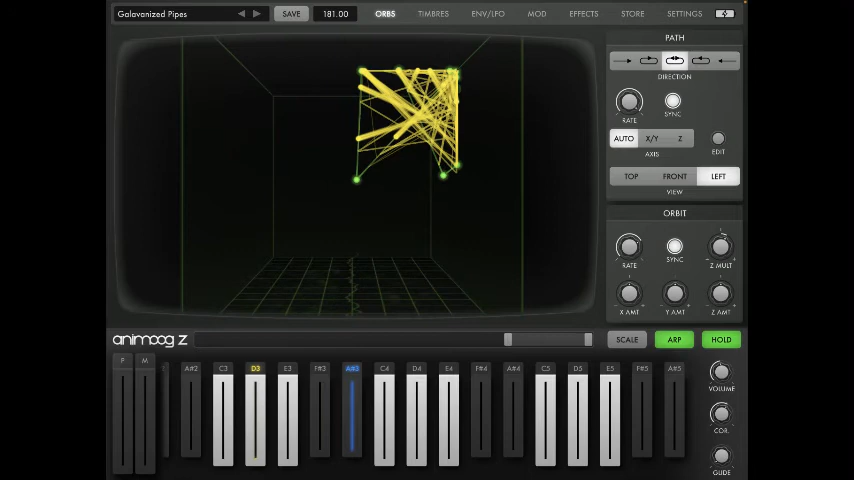 Galavanized Pipes SAVE 181.00 ORBS TIMBRES ENV/LFO MOD EFFECTS STORE SETTINGS
PATH
DIRECTION
RATE SYNC
AUTO X/Y Z
AXIS EDIT
TOP FRONT LEFT
VIEW
ORBIT
RATE SYNC Z MULT
X AMT Y AMT Z AMT
animoog z SCALE ARP HOLD
P M A#2 C3 D3 E3 F#3 A#3 C4 D4 E4 F#4 A#4 C5 D5 E5 F#5 A#5
VOLUME
COR.
GLIDE